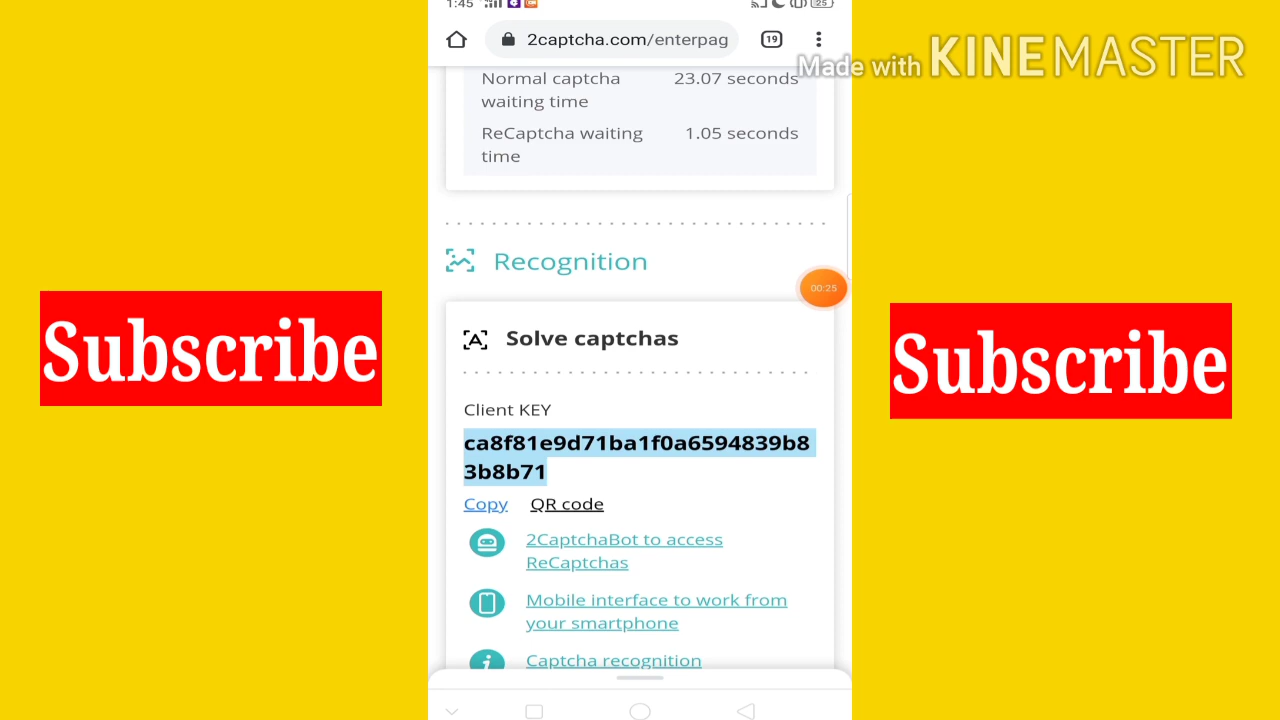 1:45
25
2captcha.com/enterpag
19
Made with KINEMASTER
Normal captcha waiting time
23.07 seconds
ReCaptcha waiting time
1.05 seconds
Recognition
00:25
Solve captchas
Subscribe
Subscribe
Client KEY
ca8f81e9d71ba1f0a6594839b8
3b8b71
Copy QR code
2CaptchaBot to access
ReCaptchas
Mobile interface to work from
your smartphone
Captcha recognition